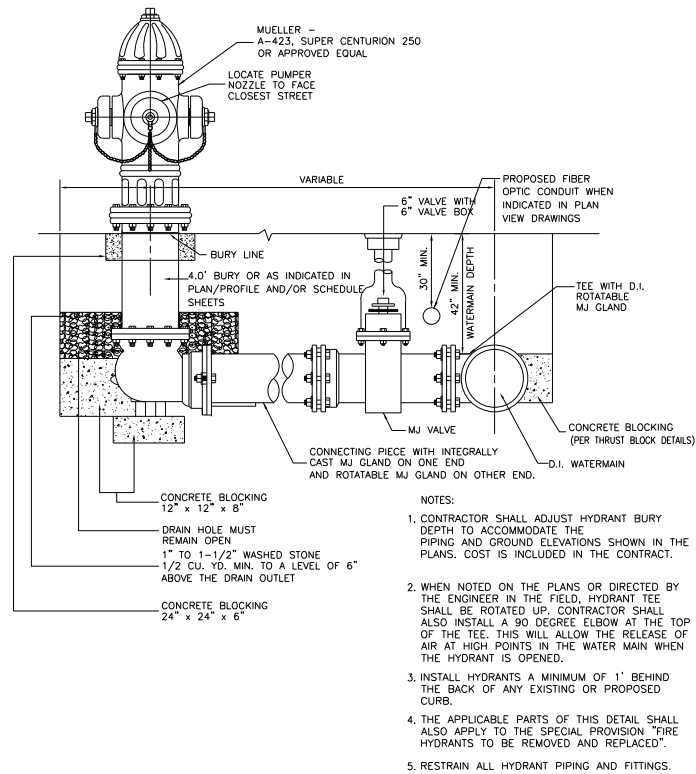 MUELLER –
A-423, SUPER CENTURION 250
OR APPROVED EQUAL
LOCATE PUMPER
NOZZLE TO FACE
CLOSEST STREET
VARIABLE
6" VALVE WITH
6" VALVE BOX
PROPOSED FIBER
OPTIC CONDUIT WHEN
INDICATED IN PLAN
VIEW DRAWINGS
BURY LINE
4.0' BURY OR AS INDICATED IN
PLAN/PROFILE AND/OR SCHEDULE
SHEETS
30" MIN.
42" MIN.
WATERMAIN DEPTH
TEE WITH D.I.
ROTATABLE
MJ GLAND
MJ VALVE
CONCRETE BLOCKING
(PER THRUST BLOCK DETAILS)
D.I. WATERMAIN
CONNECTING PIECE WITH INTEGRALLY
CAST MJ GLAND ON ONE END
AND ROTATABLE MJ GLAND ON OTHER END.
CONCRETE BLOCKING
12" x 12" x 8"
DRAIN HOLE MUST
REMAIN OPEN
1" TO 1-1/2" WASHED STONE
1/2 CU. YD. MIN. TO A LEVEL OF 6"
ABOVE THE DRAIN OUTLET
CONCRETE BLOCKING
24" x 24" x 6"
NOTES:
1. CONTRACTOR SHALL ADJUST HYDRANT BURY
DEPTH TO ACCOMMODATE THE
PIPING AND GROUND ELEVATIONS SHOWN IN THE
PLANS. COST IS INCLUDED IN THE CONTRACT.
2. WHEN NOTED ON THE PLANS OR DIRECTED BY
THE ENGINEER IN THE FIELD, HYDRANT TEE
SHALL BE ROTATED UP. CONTRACTOR SHALL
ALSO INSTALL A 90 DEGREE ELBOW AT THE TOP
OF THE TEE. THIS WILL ALLOW THE RELEASE OF
AIR AT HIGH POINTS IN THE WATER MAIN WHEN
THE HYDRANT IS OPENED.
3. INSTALL HYDRANTS A MINIMUM OF 1' BEHIND
THE BACK OF ANY EXISTING OR PROPOSED
CURB.
4. THE APPLICABLE PARTS OF THIS DETAIL SHALL
ALSO APPLY TO THE SPECIAL PROVISION "FIRE
HYDRANTS TO BE REMOVED AND REPLACED".
5. RESTRAIN ALL HYDRANT PIPING AND FITTINGS.